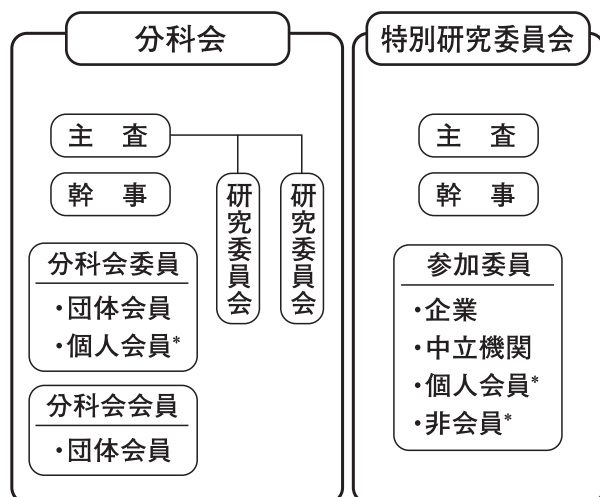 分科会
主　査
幹　事
研究委員会
研究委員会
分科会委員
・団体会員
・個人会員*
分科会会員
・団体会員
特別研究委員会
主　査
幹　事
参加委員
・企業
・中立機関
・個人会員*
・非会員*